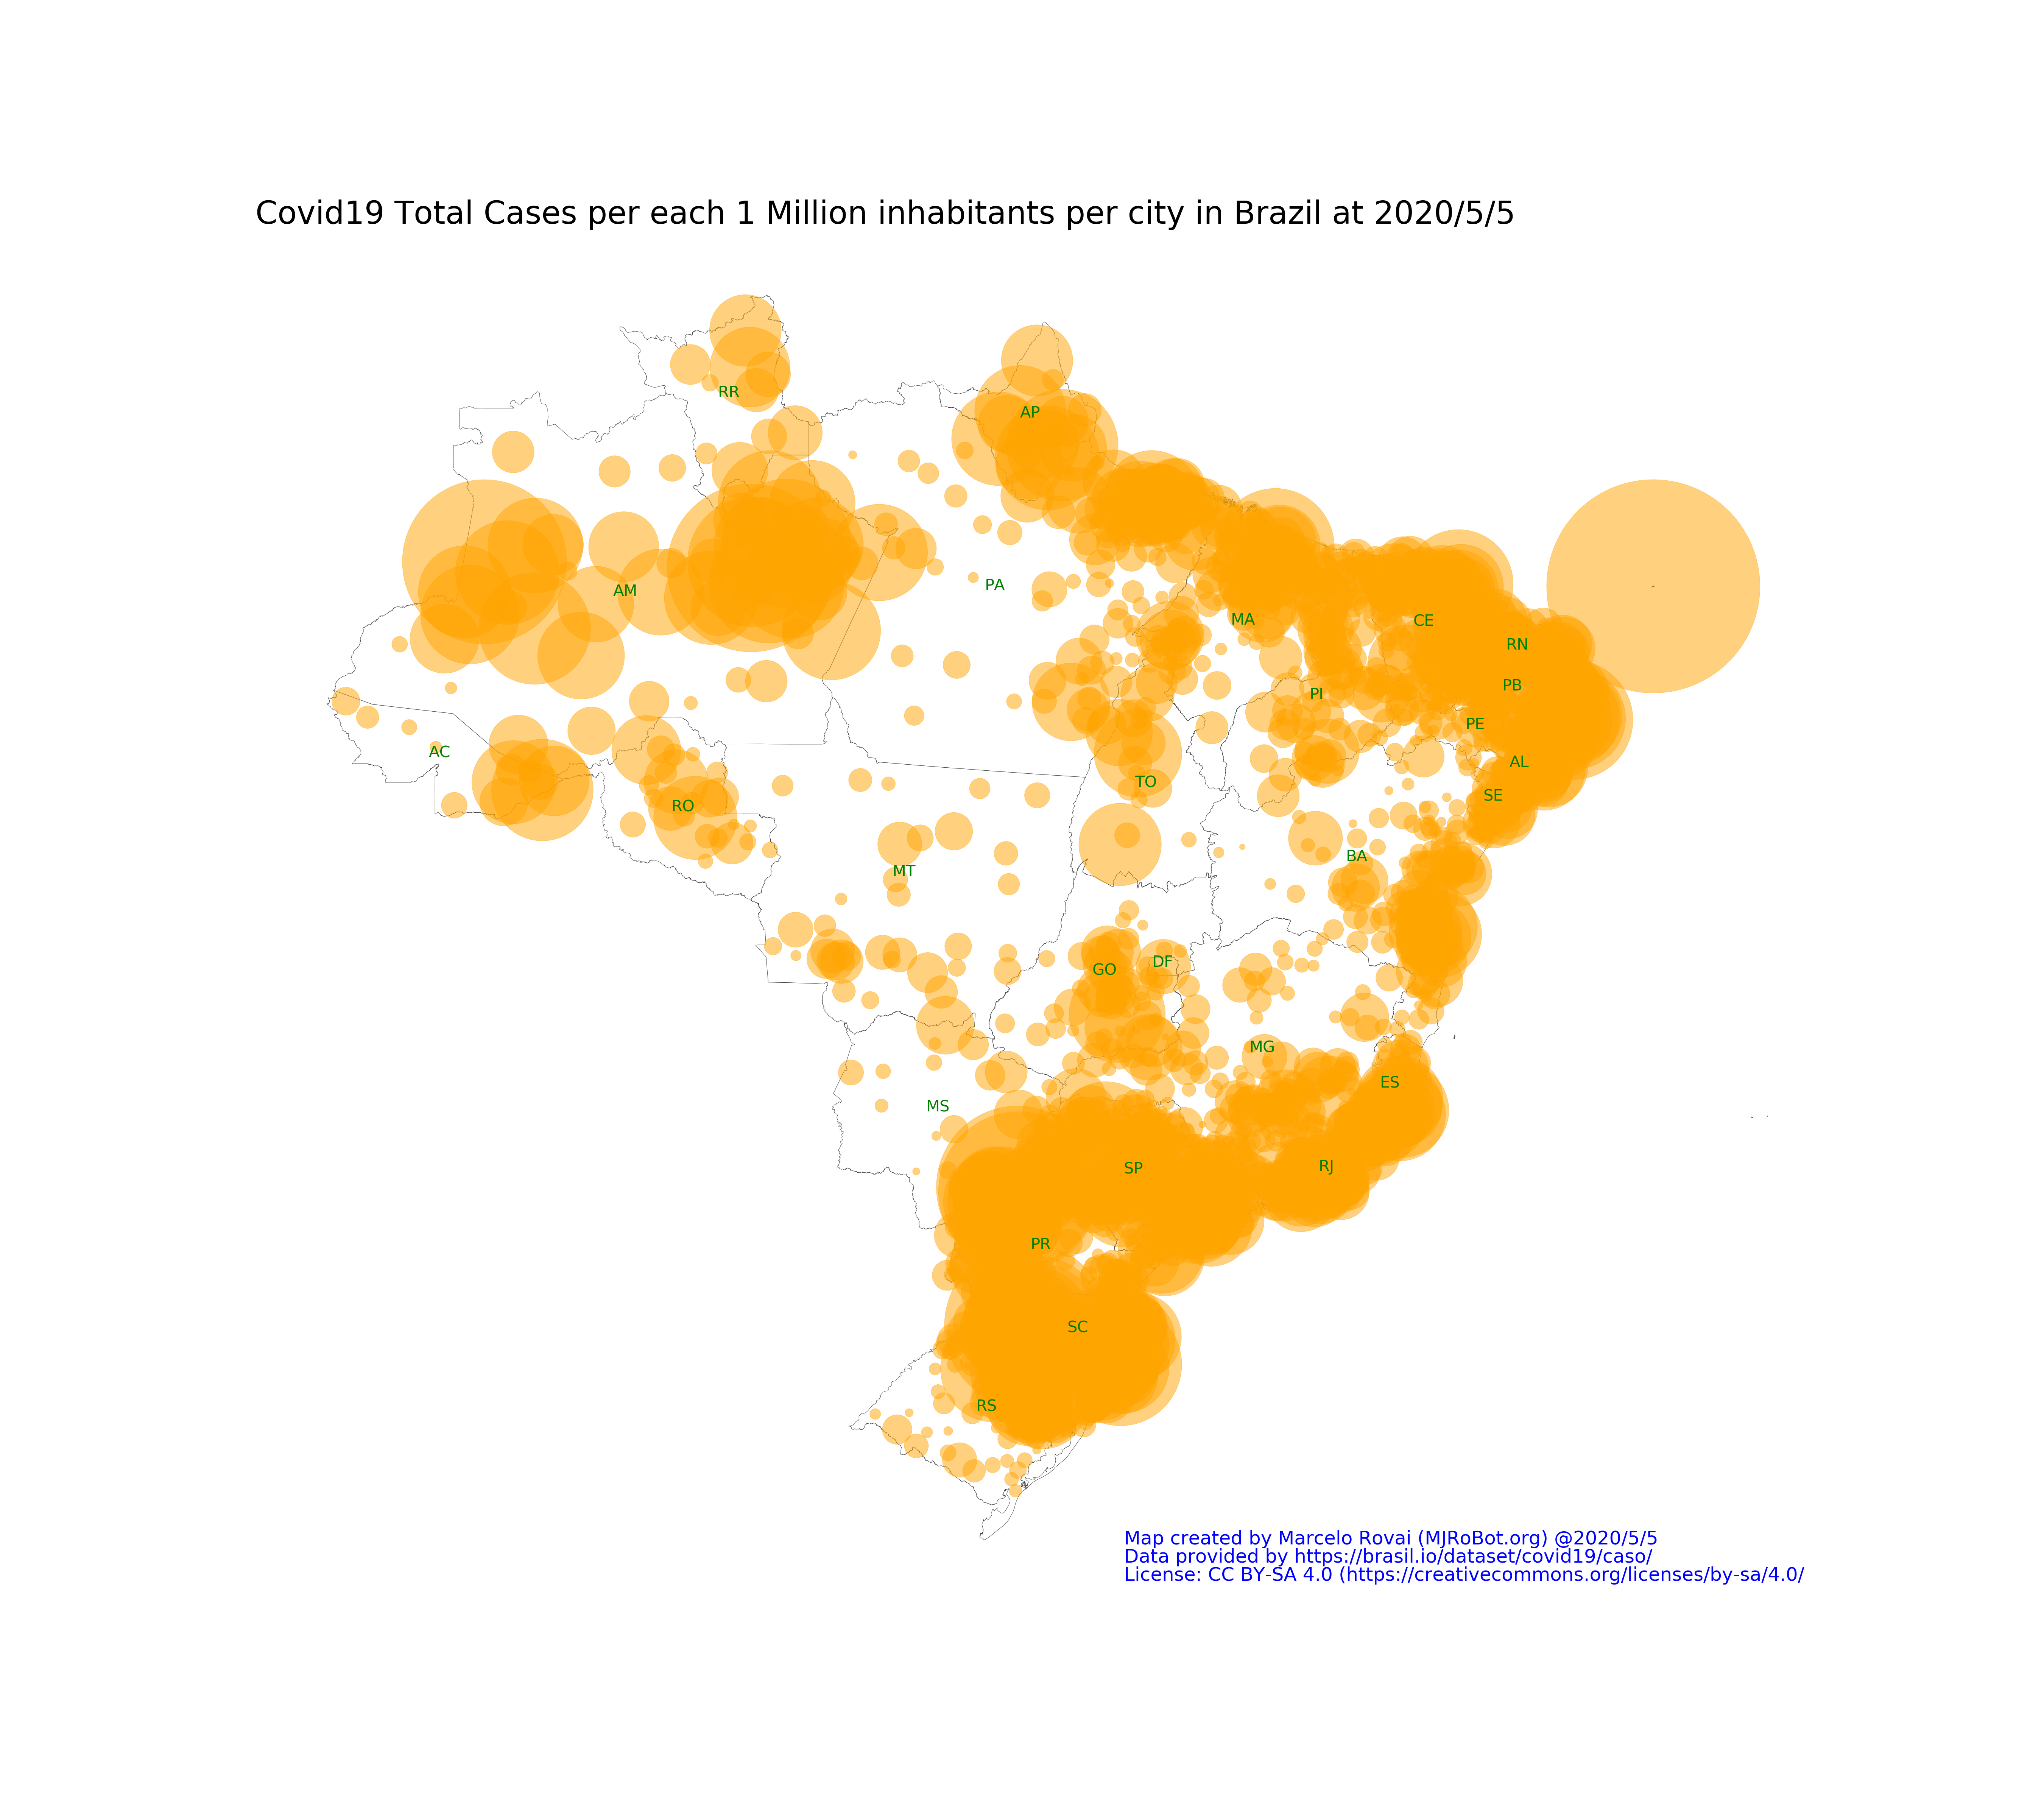 Covid19 Total Cases per each 1 Million inhabitants per city in Brazil at 2020/5/5
RR
AP
AM
PA
MA
CE
RN
PB
PI
PE
AC
AL
TO
SE
RO
BA
MT
DF
GO
MG
ES
MS
RJ
SP
PR
SC
RS
Map created by Marcelo Rovai (MJRoBot.org) @2020/5/5
Data provided by https://brasil.io/dataset/covid19/caso/
License: CC BY-SA 4.0 (https://creativecommons.org/licenses/by-sa/4.0/